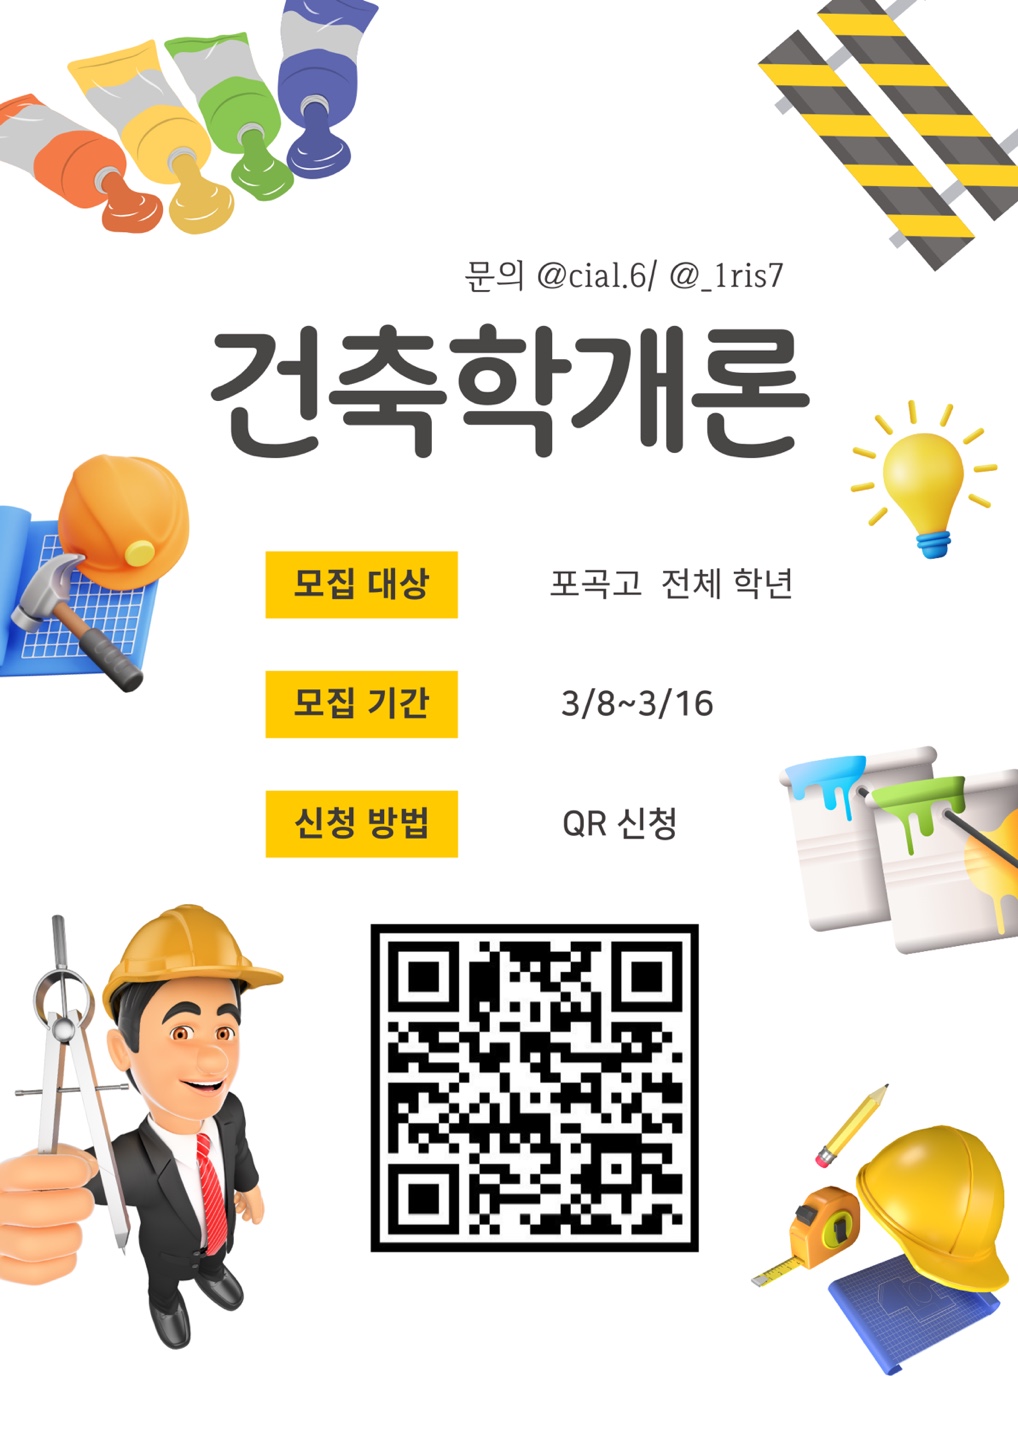 문의 @cial.6/ @_1ris7
건축학개론
모집 대상 포곡고 전체 학년
모집 기간 3/8~3/16
신청 방법 QR 신청